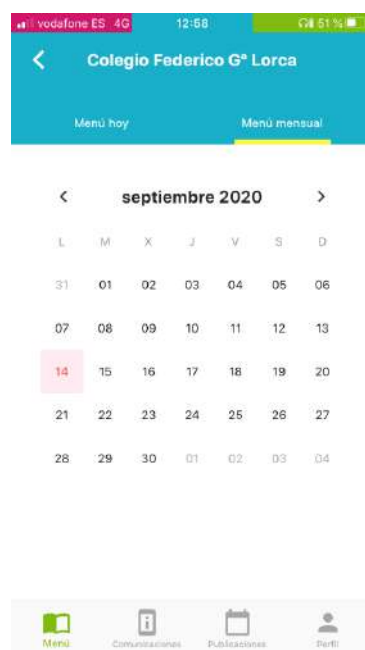 vodafone ES 4G 12:58 51 %
Colegio Federico Gª Lorca
Menú hoy Menú mensual
< septiembre 2020 >
L M X J V S D
31 01 02 03 04 05 06
07 08 09 10 11 12 13
14 15 16 17 18 19 20
21 22 23 24 25 26 27
28 29 30 01 02 03 04
Menú Comunicaciones Publicaciones Perfil